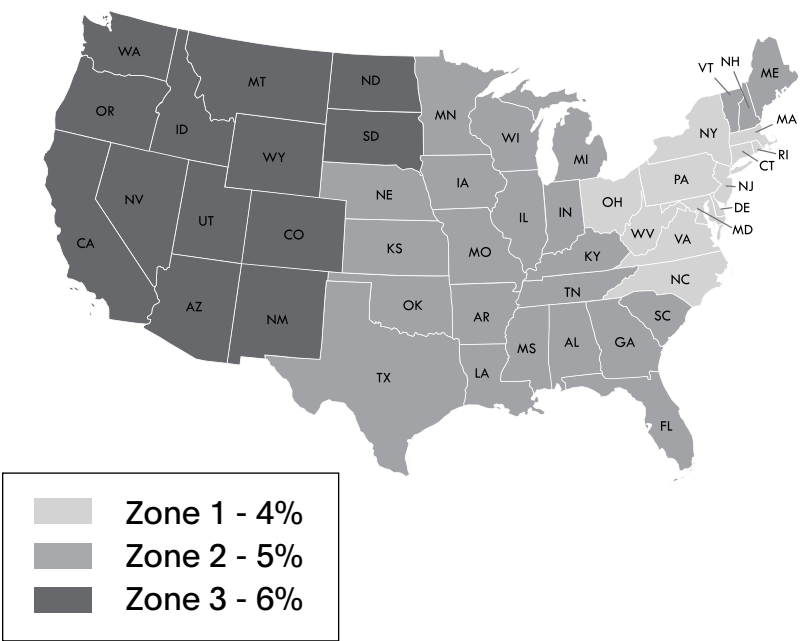 WA
MT
ND
MN
OR
ID
SD
WY
WI
MI
VT
NH
ME
NY
MA
RI
CT
PA
NJ
DE
MD
NV
UT
CO
NE
IA
IL
IN
OH
WV
VA
CA
KS
MO
KY
NC
TN
AZ
NM
OK
AR
SC
TX
LA
MS
AL
GA
FL
Zone 1 - 4%
Zone 2 - 5%
Zone 3 - 6%